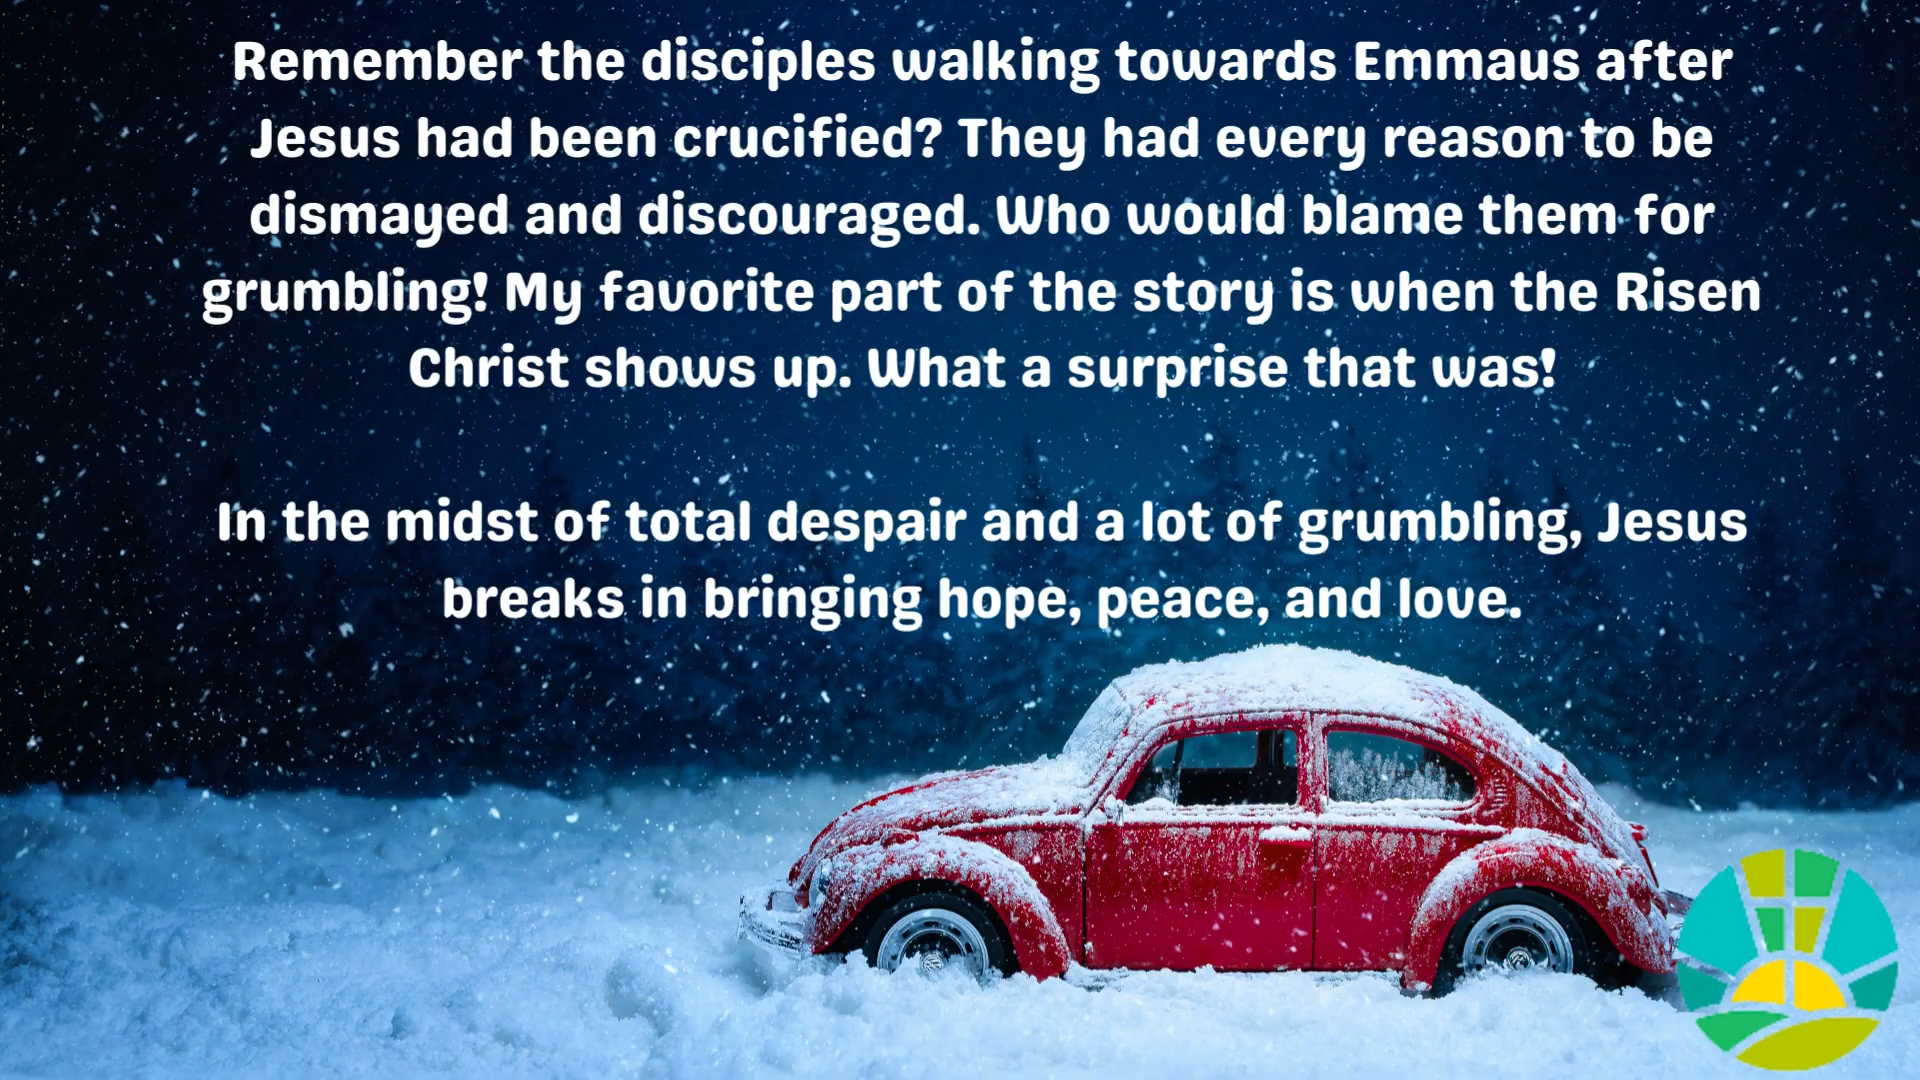 Remember the disciples walking towards Emmaus after
Jesus had been crucified? They had every reason to be
dismayed and discouraged. Who would blame them for
grumbling! My favorite part of the story is when the Risen
Christ shows up. What a surprise that was!
In the midst of total despair and a lot of grumbling, Jesus
breaks in bringing hope, peace, and love.